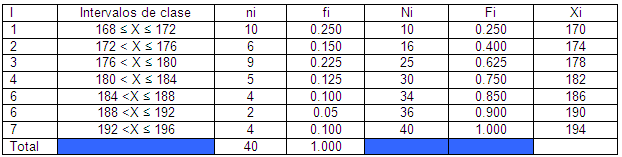 I Intervalos de clase ni fi Ni Fi Xi
1 168 ≤ X ≤ 172 10 0.250 10 0.250 170
2 172 < X ≤ 176 6 0.150 16 0.400 174
3 176 < X ≤ 180 9 0.225 25 0.625 178
4 180 < X ≤ 184 5 0.125 30 0.750 182
6 184 <X ≤ 188 4 0.100 34 0.850 186
6 188 <X ≤ 192 2 0.05 36 0.900 190
7 192 <X ≤ 196 4 0.100 40 1.000 194
Total 40 1.000